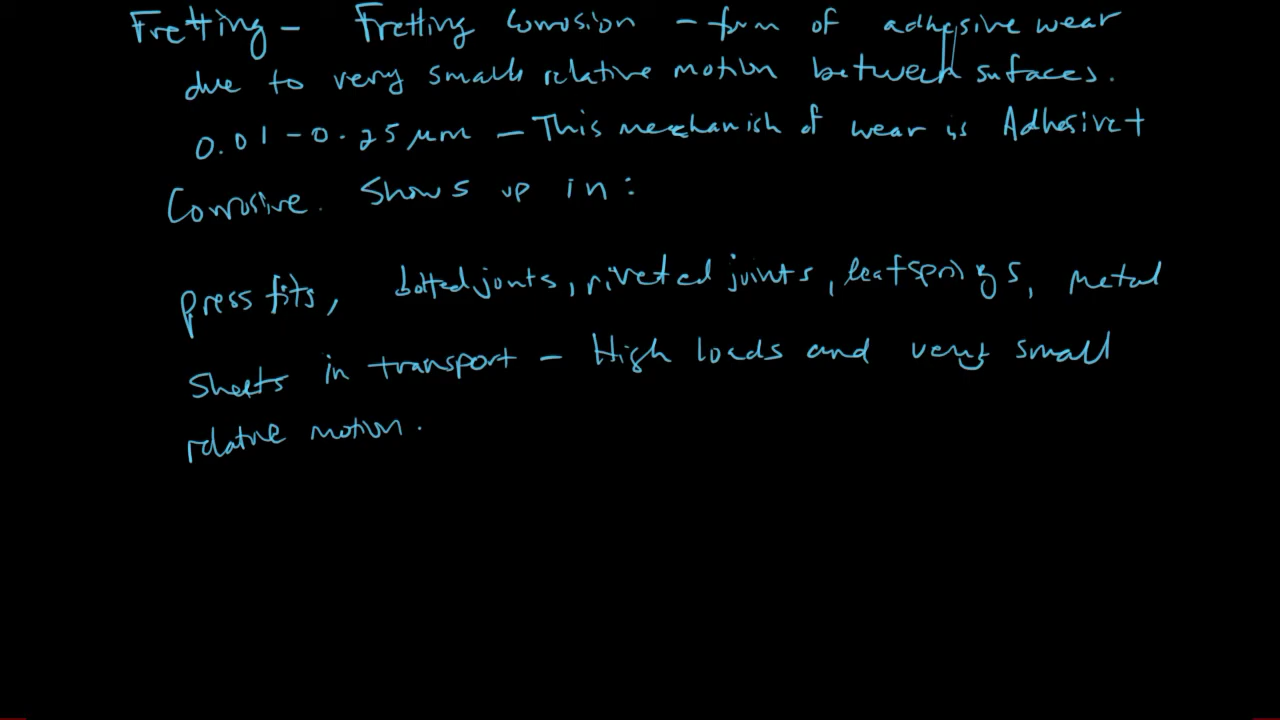 Fretting - Fretting Corrosion - form of adhesive wear
due to very small relative motion between sufaces.
0.01 - 0.25 μm - This mechanish of wear is Adhesive +
Corrosive. Shows up in:
press fits, bolted joints, riveted joints, leaf springs, metal
sheets in transport - High loads and very small
relative motion.